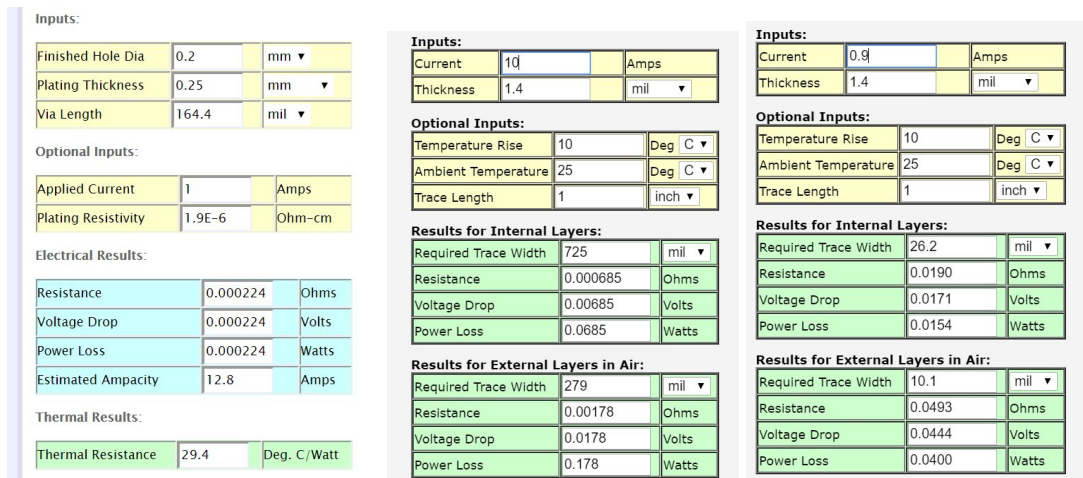 Inputs:
Finished Hole Dia 0.2 mm
Plating Thickness 0.25 mm
Via Length 164.4 mil
Optional Inputs:
Applied Current 1 Amps
Plating Resistivity 1.9E-6 Ohm-cm
Electrical Results:
Resistance 0.000224 Ohms
Voltage Drop 0.000224 Volts
Power Loss 0.000224 Watts
Estimated Ampacity 12.8 Amps
Thermal Results:
Thermal Resistance 29.4 Deg. C/Watt
Inputs:
Current 10 Amps
Thickness 1.4 mil
Optional Inputs:
Temperature Rise 10 Deg C
Ambient Temperature 25 Deg C
Trace Length 1 inch
Results for Internal Layers:
Required Trace Width 725 mil
Resistance 0.000685 Ohms
Voltage Drop 0.00685 Volts
Power Loss 0.0685 Watts
Results for External Layers in Air:
Required Trace Width 279 mil
Resistance 0.00178 Ohms
Voltage Drop 0.0178 Volts
Power Loss 0.178 Watts
Inputs:
Current 0.9 Amps
Thickness 1.4 mil
Optional Inputs:
Temperature Rise 10 Deg C
Ambient Temperature 25 Deg C
Trace Length 1 inch
Results for Internal Layers:
Required Trace Width 26.2 mil
Resistance 0.0190 Ohms
Voltage Drop 0.0171 Volts
Power Loss 0.0154 Watts
Results for External Layers in Air:
Required Trace Width 10.1 mil
Resistance 0.0493 Ohms
Voltage Drop 0.0444 Volts
Power Loss 0.0400 Watts